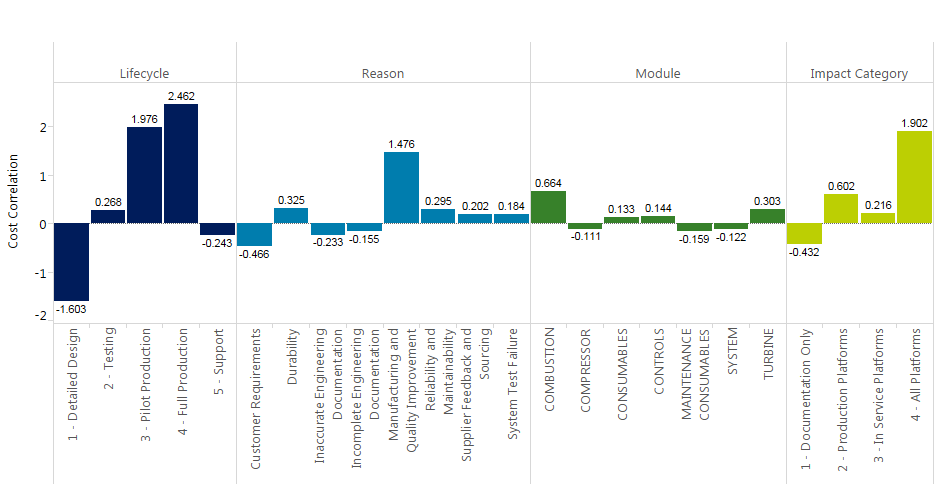 Lifecycle
Reason
Module
Impact Category
Cost Correlation
2
1
0
-1
-2
-1.603
0.268
1.976
2.462
-0.243
-0.466
0.325
-0.233
-0.155
1.476
0.295
0.202
0.184
0.664
-0.111
0.133
0.144
-0.159
-0.122
0.303
-0.432
0.602
0.216
1.902
1 - Detailed Design
2 - Testing
3 - Pilot Production
4 - Full Production
5 - Support
Customer Requirements
Durability
Inaccurate Engineering
Documentation
Incomplete Engineering
Documentation
Manufacturing and
Quality Improvement
Reliability and
Maintainability
Supplier Feedback and
Sourcing
System Test Failure
COMBUSTION
COMPRESSOR
CONSUMABLES
CONTROLS
MAINTENANCE
CONSUMABLES
SYSTEM
TURBINE
1 - Documentation Only
2 - Production Platforms
3 - In Service Platforms
4 - All Platforms